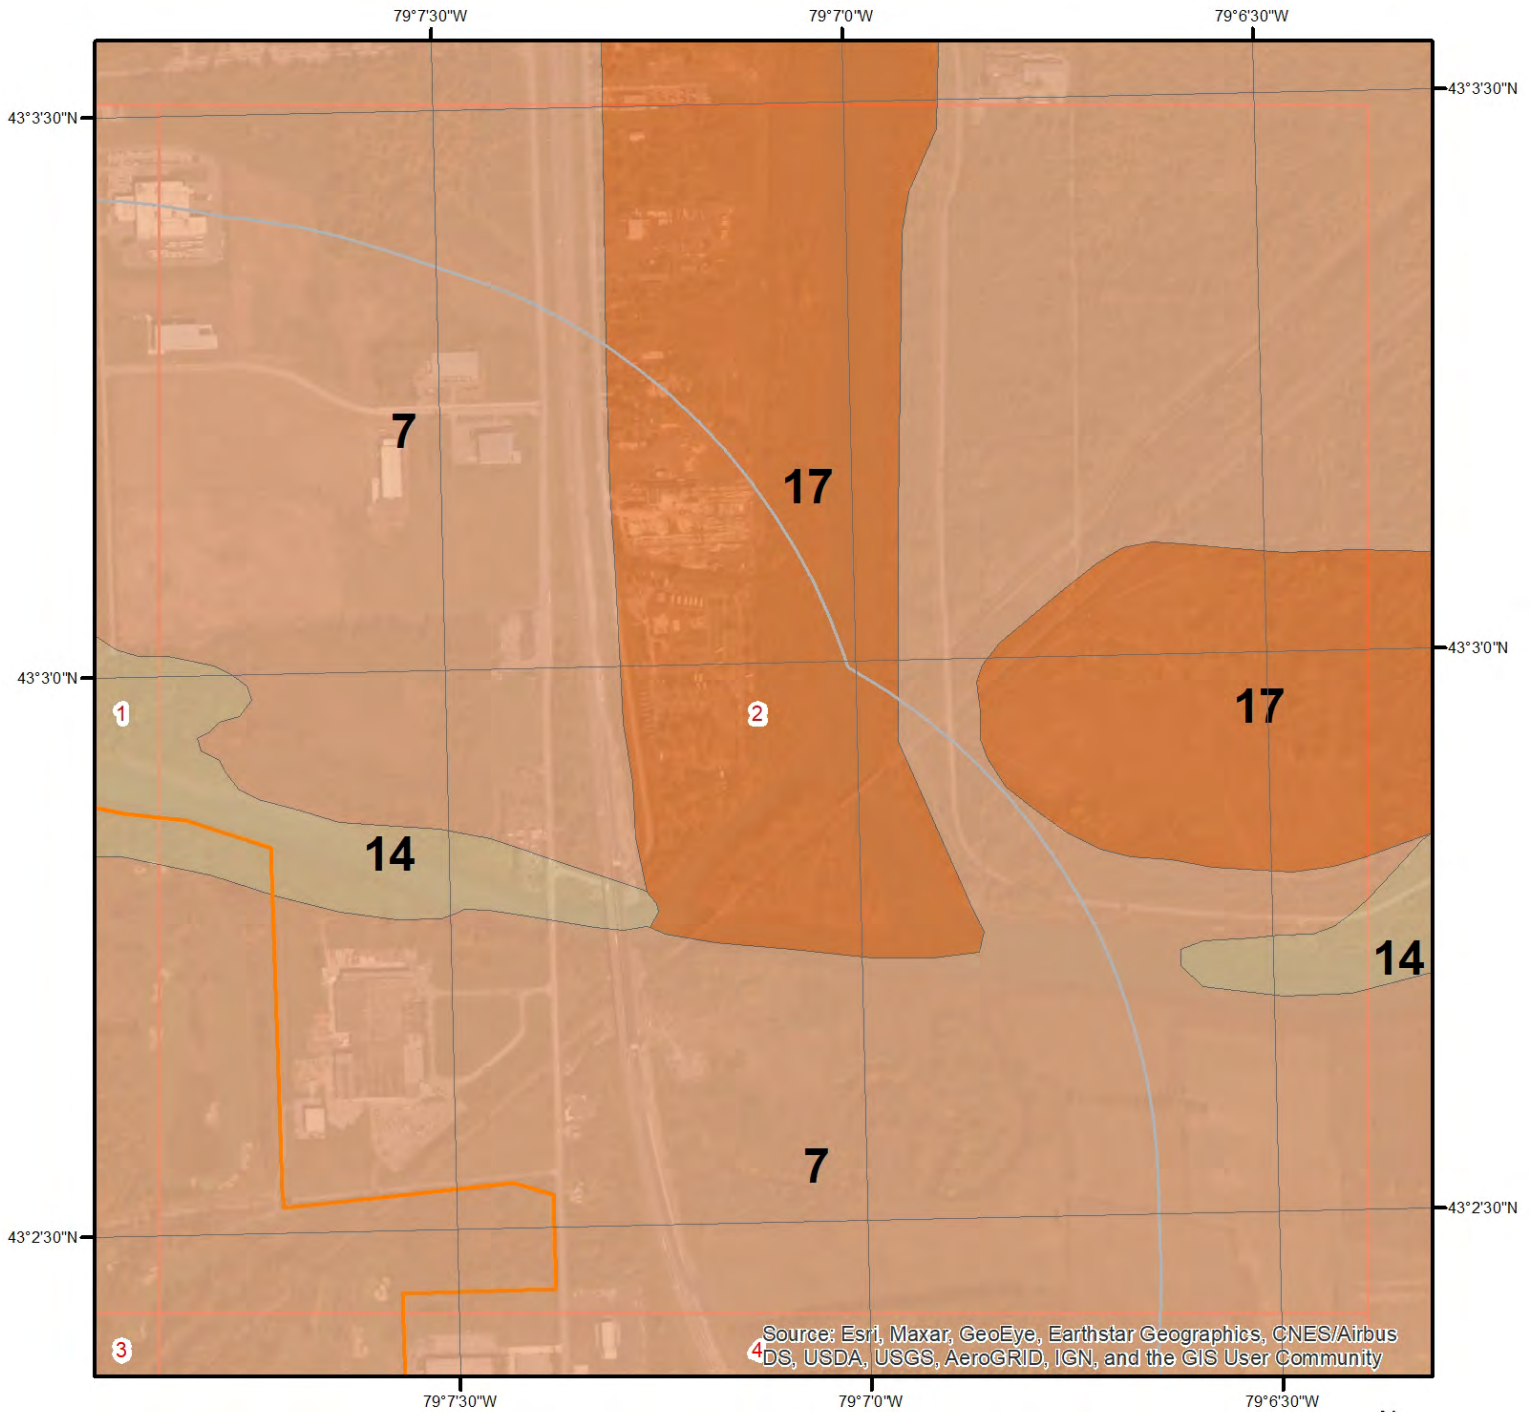 79°7'30"W 79°7'0"W 79°6'30"W
43°3'30"N 43°3'30"N
7
17
43°3'0"N 43°3'0"N
17
1 2
14
14
7
43°2'30"N 43°2'30"N
3 4
Source: Esri, Maxar, GeoEye, Earthstar Geographics, CNES/Airbus
DS, USDA, USGS, AeroGRID, IGN, and the GIS User Community
79°7'30"W 79°7'0"W 79°6'30"W